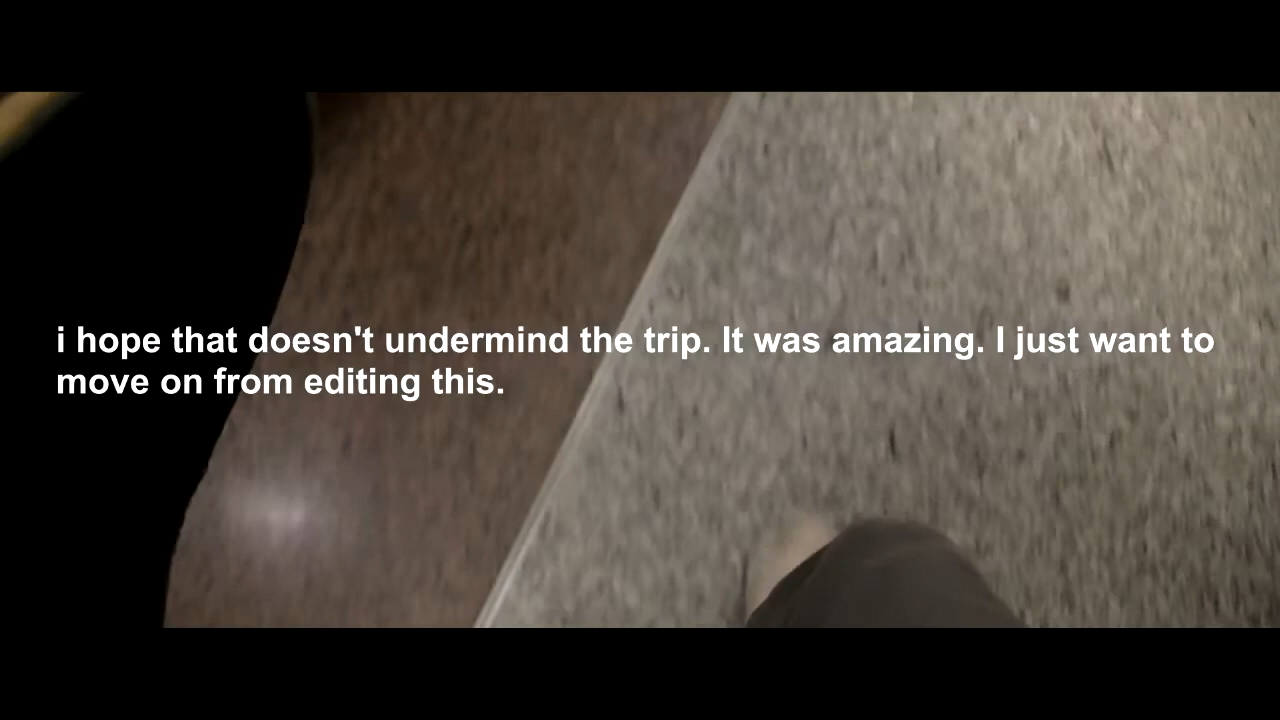 i hope that doesn't undermind the trip. It was amazing. I just want to
move on from editing this.